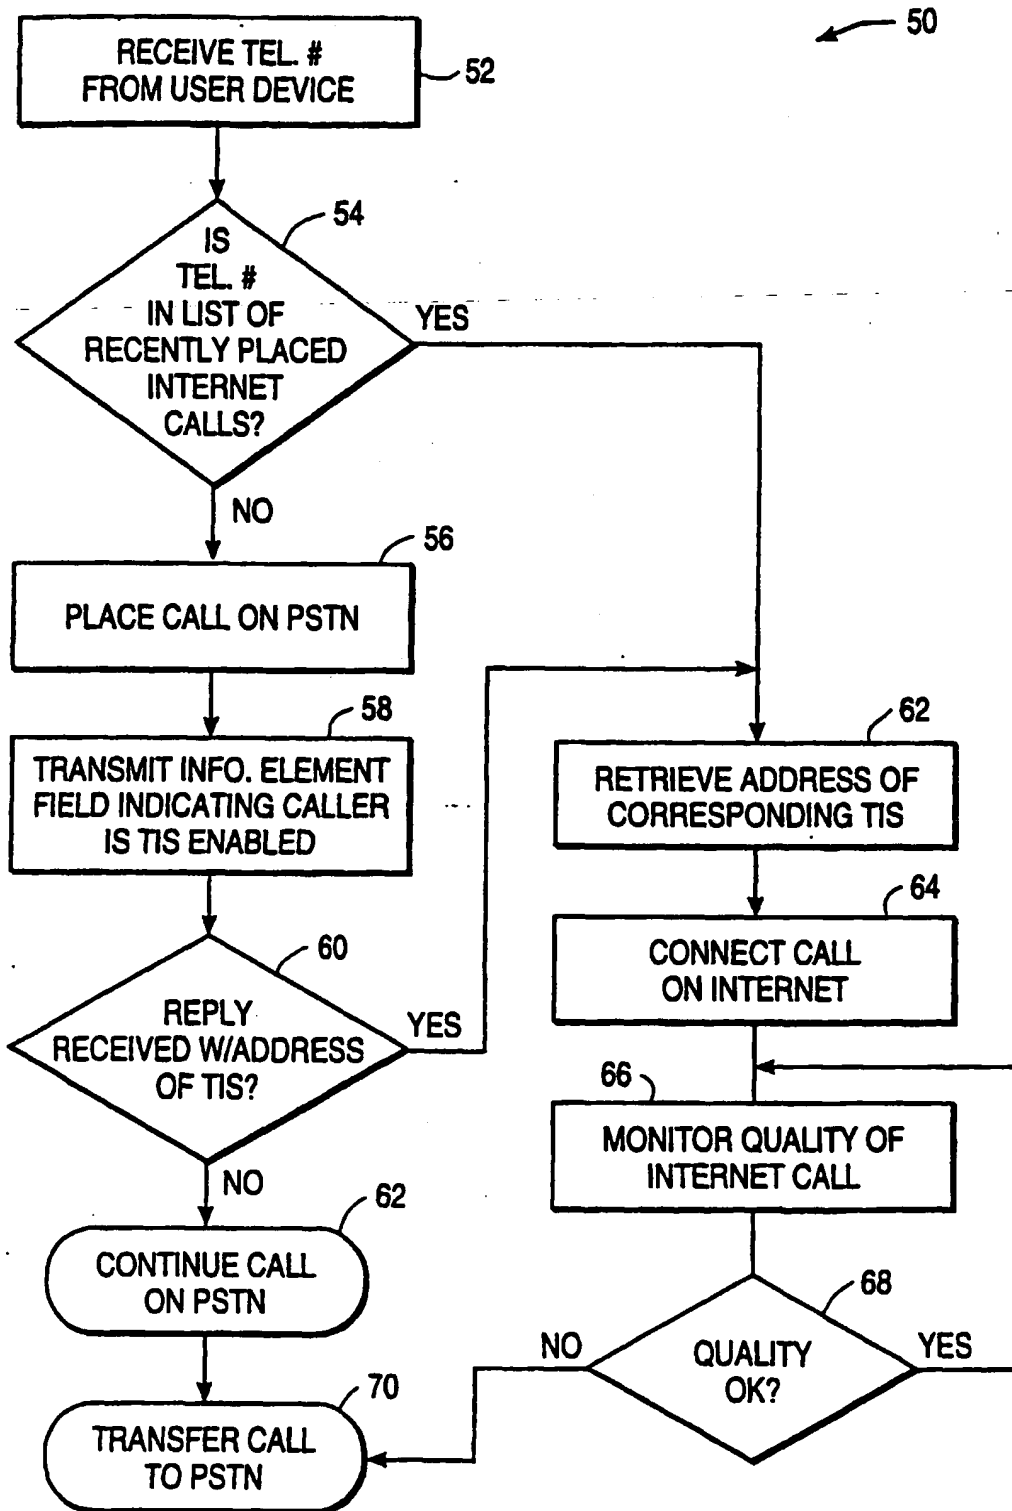 50
RECEIVE TEL. #
FROM USER DEVICE
52
54
IS
TEL. #
IN LIST OF
RECENTLY PLACED
INTERNET
CALLS?
YES
NO
56
PLACE CALL ON PSTN
58
TRANSMIT INFO. ELEMENT
FIELD INDICATING CALLER
IS TIS ENABLED
60
REPLY
RECEIVED W/ADDRESS
OF TIS?
YES
NO
62
CONTINUE CALL
ON PSTN
70
TRANSFER CALL
TO PSTN
62
RETRIEVE ADDRESS OF
CORRESPONDING TIS
64
CONNECT CALL
ON INTERNET
66
MONITOR QUALITY OF
INTERNET CALL
68
QUALITY
OK?
NO
YES